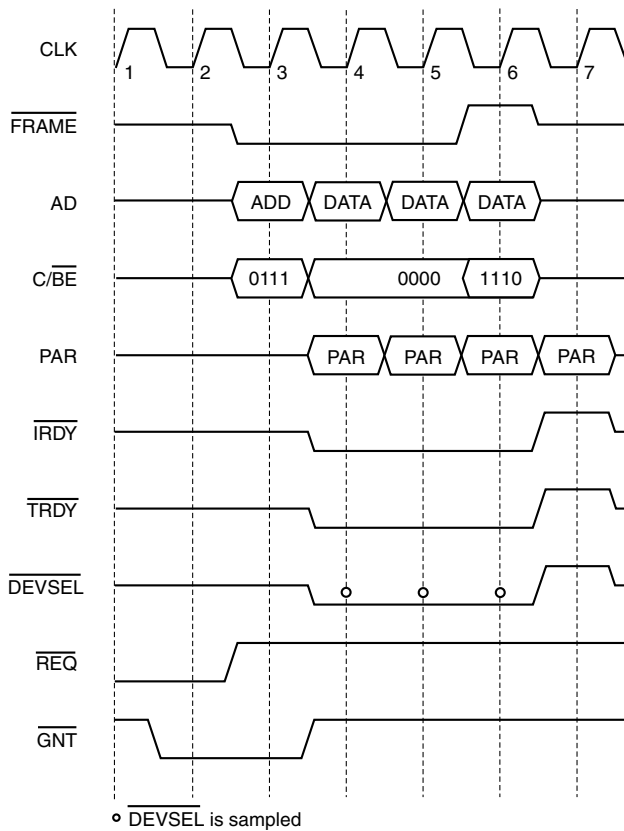 CLK
1 2 3 4 5 6 7
FRAME
AD ADD DATA DATA DATA
C/BE 0111 0000 1110
PAR PAR PAR PAR PAR
IRDY
TRDY
DEVSEL
REQ
GNT
DEVSEL is sampled